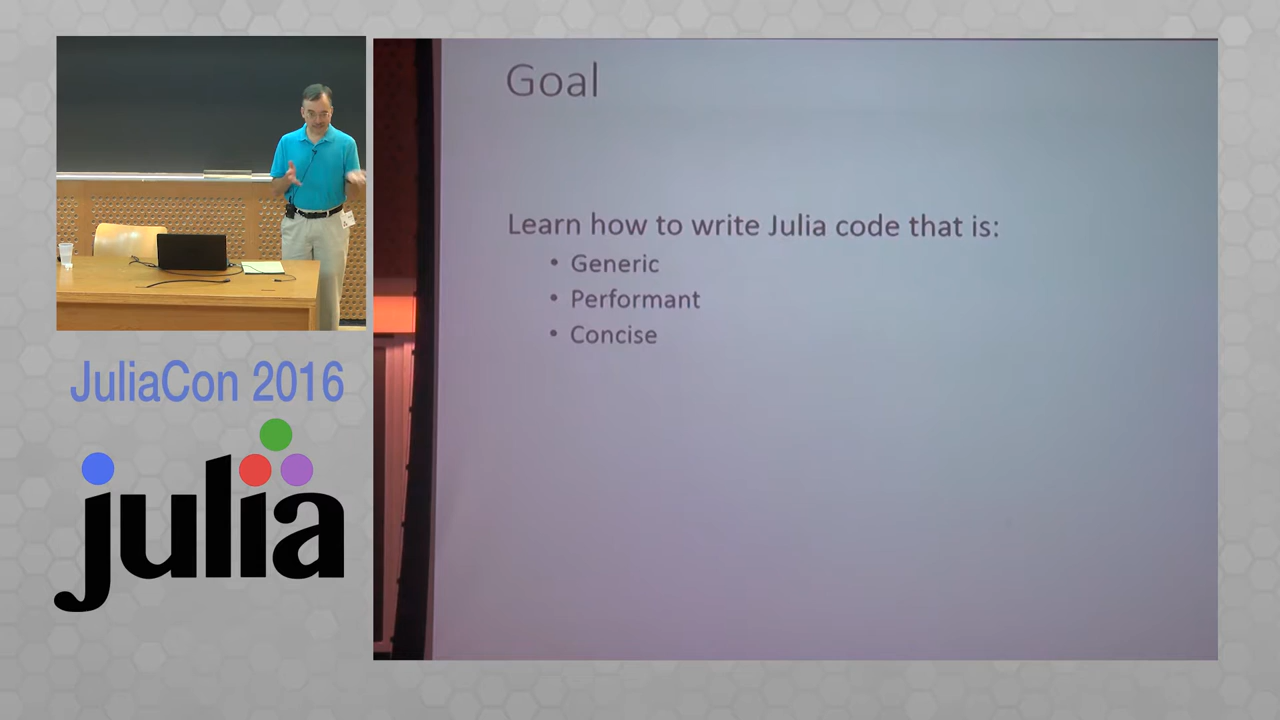 Goal
Learn how to write Julia code that is:
• Generic
• Performant
• Concise
JuliaCon 2016
julia